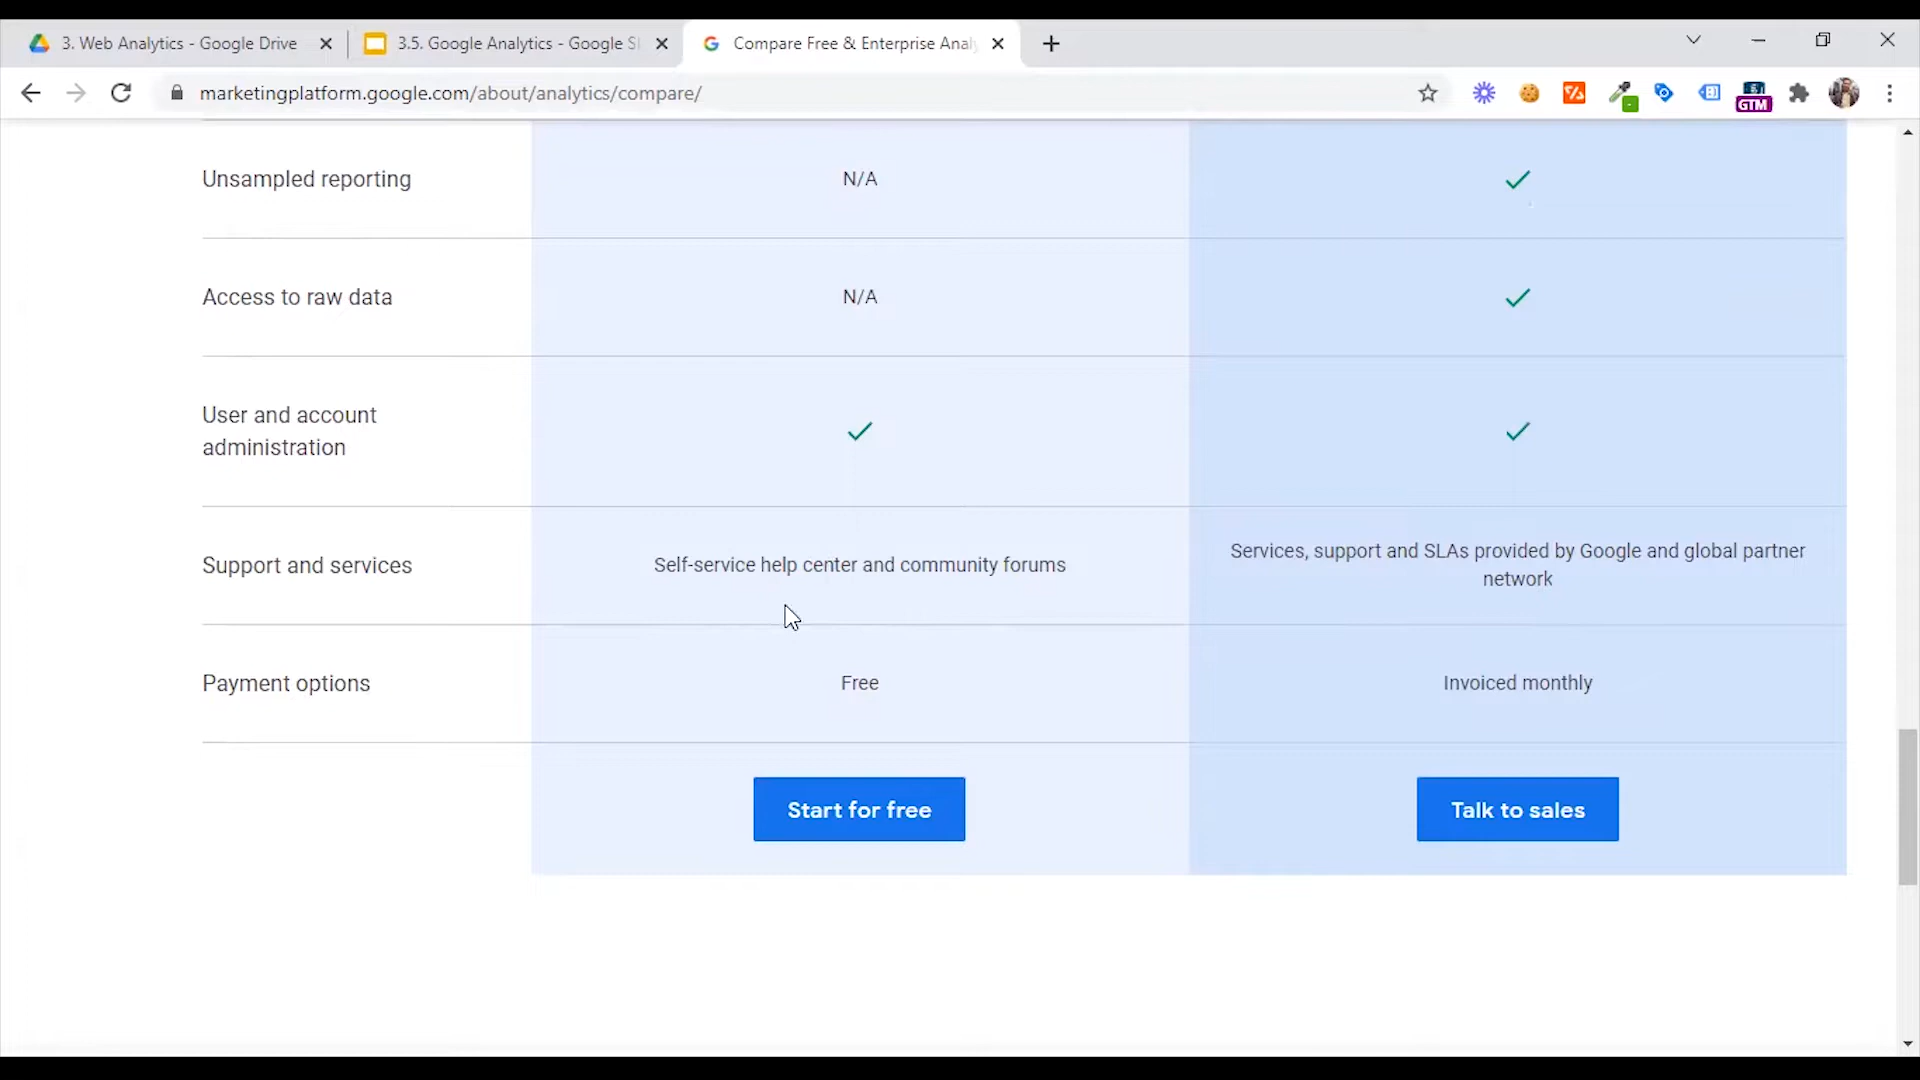 3. Web Analytics - Google Drive
3.5. Google Analytics - Google Sl
Compare Free & Enterprise Anal
marketingplatform.google.com/about/analytics/compare/
GTM
Unsampled reporting
N/A
Access to raw data
N/A
User and account
administration
Support and services
Self-service help center and community forums
Services, support and SLAs provided by Google and global partner
network
Payment options
Free
Invoiced monthly
Start for free
Talk to sales